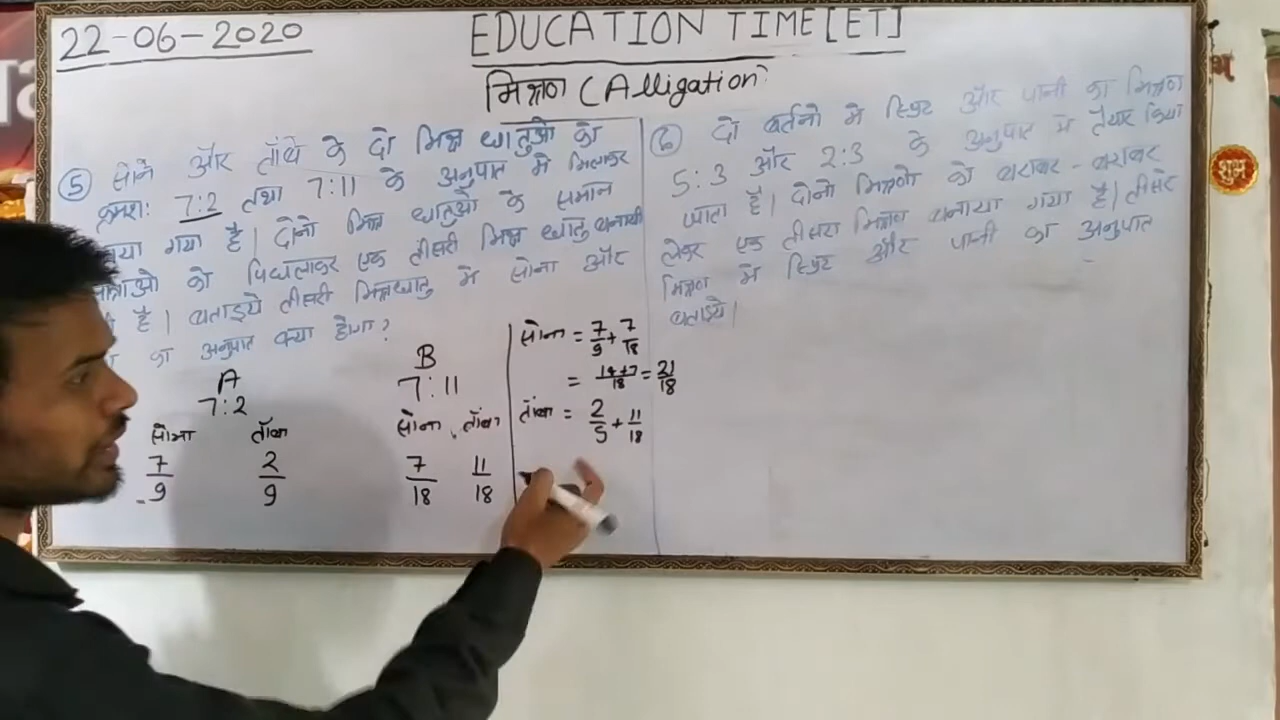 22-06-2020
EDUCATION TIME [ET]
मिश्रण (Alligation)
⑤ सोने और तांबे के दो मिश्र धातुओ को
क्रमशः 7:2 तथा 7:11 के अनुपात मे मिलाकर
या गया है। दोनो मिश्र धातुओ के समान
मात्राओ को पिघलाकर एक तीसरी मिश्र धातु बनायी
है। बताइये तीसरी मिश्रधातु मे सोना और
का अनुपात क्या होगा?
A
7:2
सोना ताँबा
7/9 2/9
B
7:11
सोना, ताँबा
7/18 11/18
सोना = 7/9 + 7/18
= 14+7/18 = 21/18
ताँबा = 2/5 + 11/18
⑥ दो बर्तनो मे स्प्रिट और पानी का मिश्रण
5:3 और 2:3 के अनुपात मे तैयार किया
जाता है। दोनो मिश्रणो को बराबर-बराबर
लेकर एक तीसरा मिश्रण बनाया गया है। तीसरे
मिश्रण मे स्प्रिट और पानी का अनुपात
बताइये।
शुभ